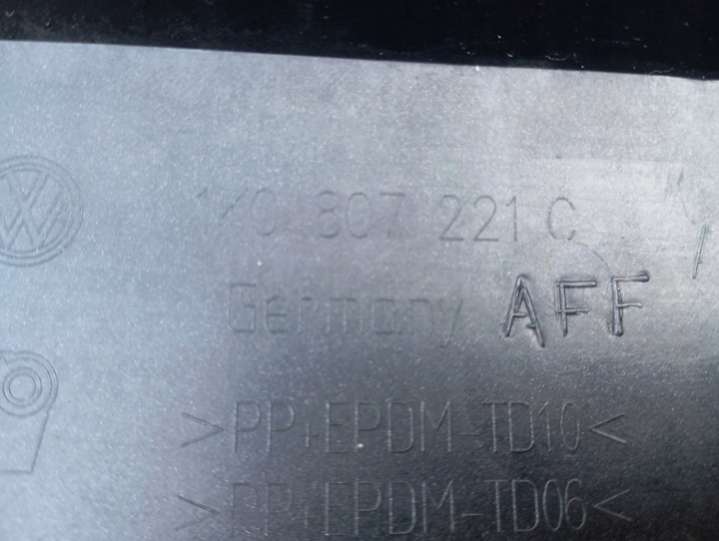 1K0 807 221 C
Germany AFF
>PP+EPDM-TD10<
>PP+EPDM-TD06<